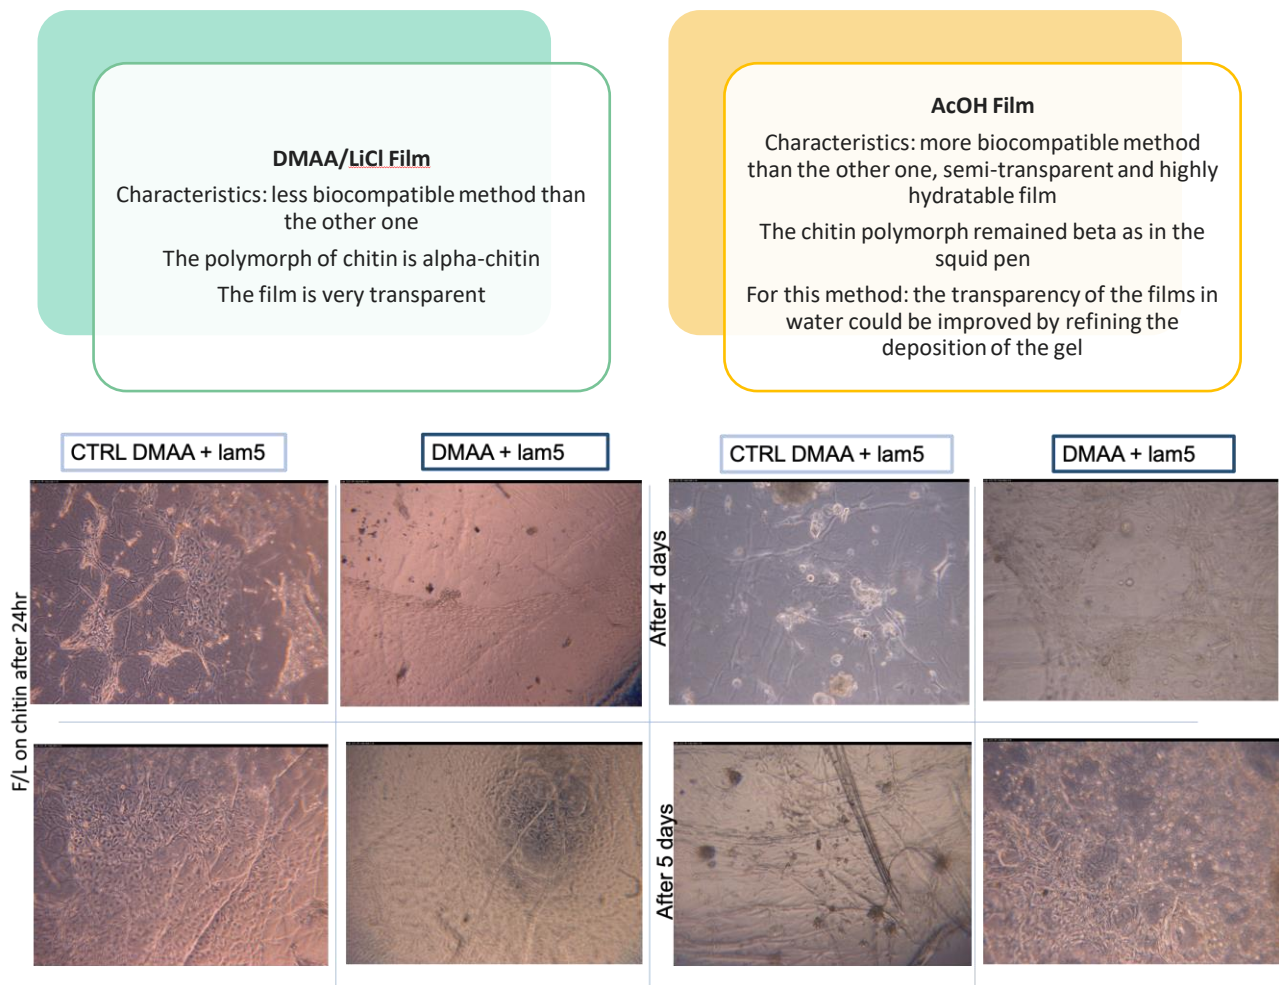 DMAA/LiCl Film
Characteristics: less biocompatible method than
the other one
The polymorph of chitin is alpha-chitin
The film is very transparent
AcOH Film
Characteristics: more biocompatible method
than the other one, semi-transparent and highly
hydratable film
The chitin polymorph remained beta as in the
squid pen
For this method: the transparency of the films in
water could be improved by refining the
deposition of the gel
CTRL DMAA + lam5
DMAA + lam5
CTRL DMAA + lam5
DMAA + lam5
F/L on chitin after 24hr
After 4 days
After 5 days